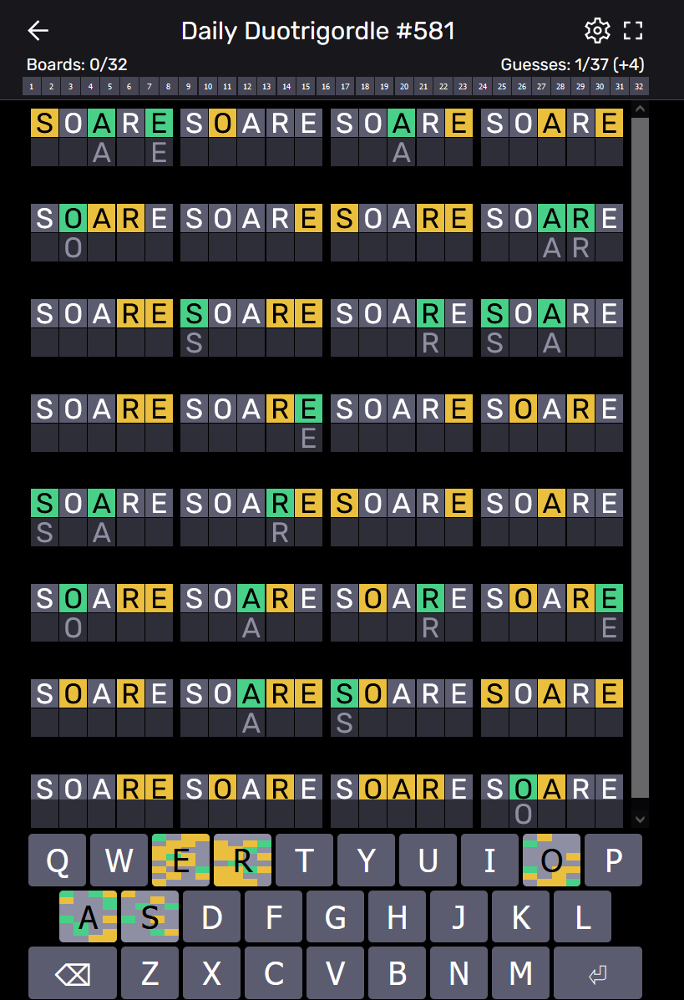 ← Daily Duotrigordle #581
Boards: 0/32 Guesses: 1/37 (+4)
1 2 3 4 5 6 7 8 9 10 11 12 13 14 15 16 17 18 19 20 21 22 23 24 25 26 27 28 29 30 31 32
SOARE SOARE SOARE SOARE
A E A
SOARE SOARE SOARE SOARE
O A R
SOARE SOARE SOARE SOARE
S R S A
SOARE SOARE SOARE SOARE
E
SOARE SOARE SOARE SOARE
S A R
SOARE SOARE SOARE SOARE
O A R E
SOARE SOARE SOARE SOARE
A S
SOARE SOARE SOARE SOARE
O
Q W E R T Y U I O P
A S D F G H J K L
⌫ Z X C V B N M ⏎